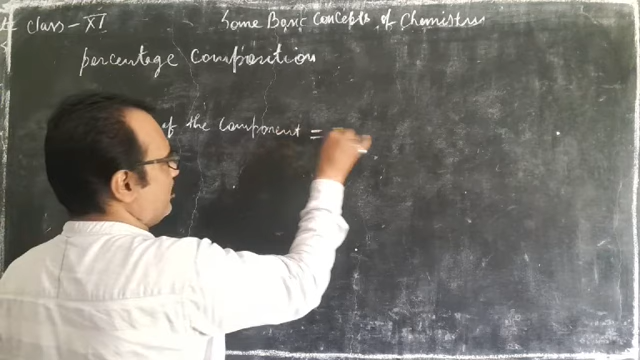 Class - XI
Some Basic Concepts of Chemistry
percentage Composition
of the Component =